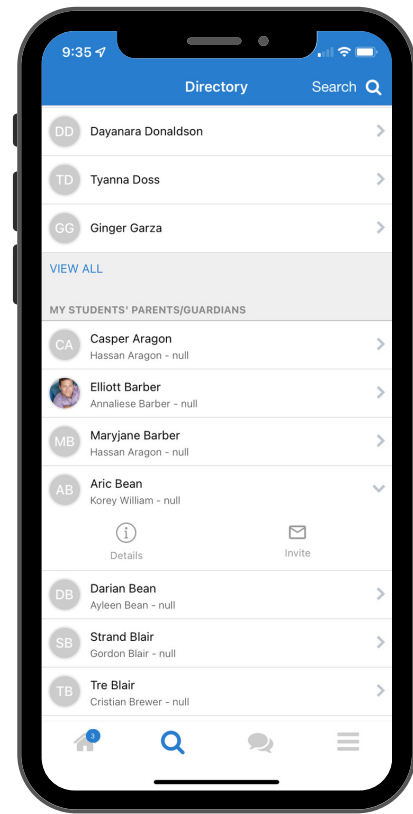 9:35
Directory
Search
DD
Dayanara Donaldson
TD
Tyanna Doss
GG
Ginger Garza
VIEW ALL
MY STUDENTS' PARENTS/GUARDIANS
CA
Casper Aragon
Hassan Aragon - null
Elliott Barber
Annaliese Barber - null
MB
Maryjane Barber
Hassan Aragon - null
AB
Aric Bean
Korey William - null
Details
Invite
DB
Darian Bean
Ayleen Bean - null
SB
Strand Blair
Gordon Blair - null
TB
Tre Blair
Cristian Brewer - null
3